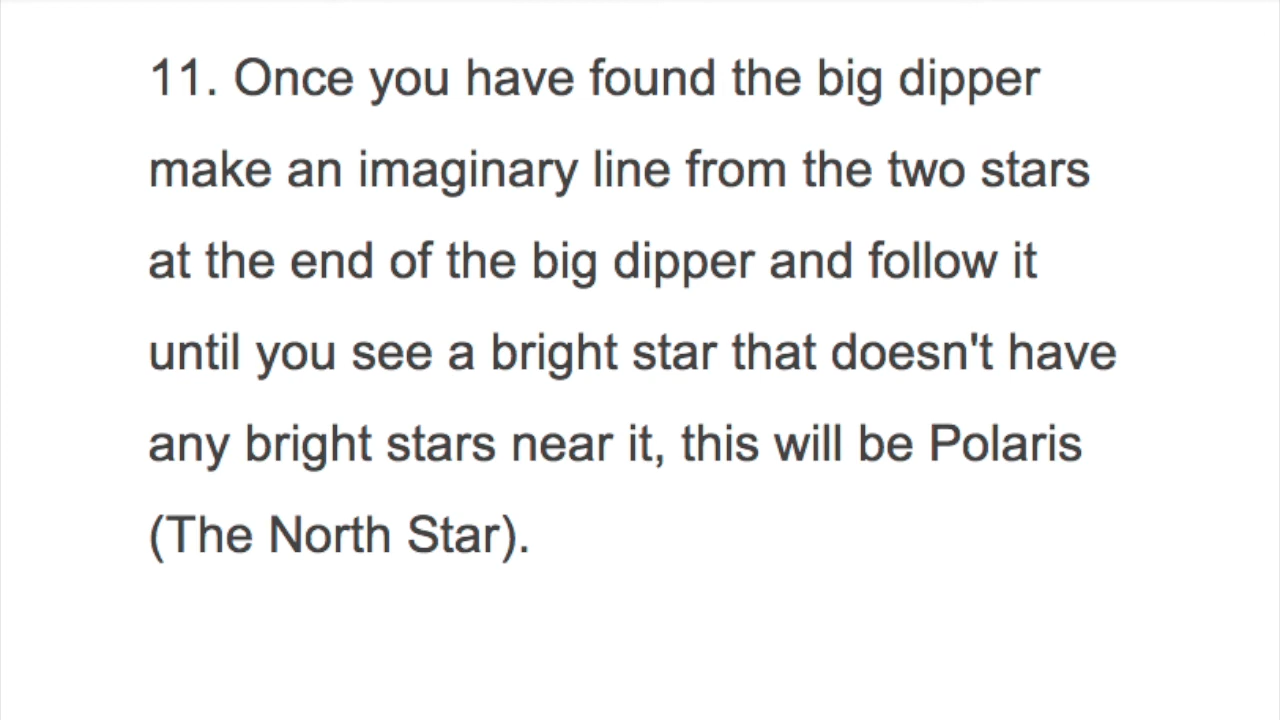 11. Once you have found the big dipper
make an imaginary line from the two stars
at the end of the big dipper and follow it
until you see a bright star that doesn't have
any bright stars near it, this will be Polaris
(The North Star).